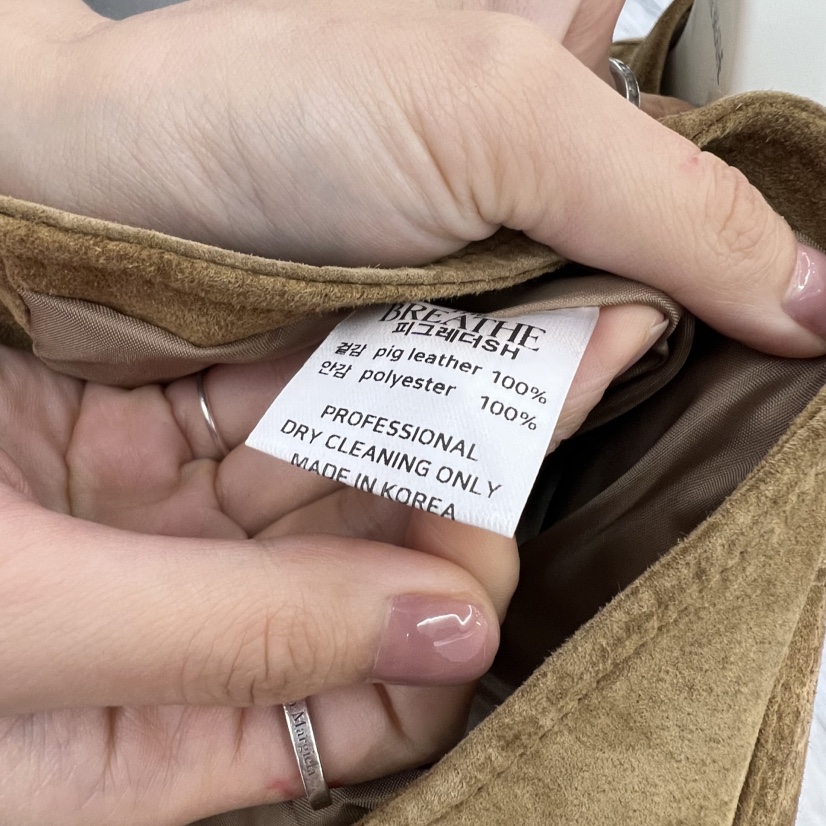 BREATHE
피그레더SH
겉감 pig leather 100%
안감 polyester 100%
PROFESSIONAL
DRY CLEANING ONLY
MADE IN KOREA
Margiela